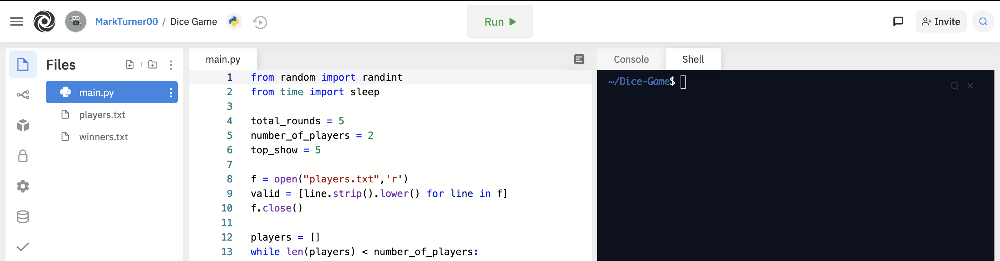 MarkTurner00 / Dice Game
Run
Invite
Files
main.py
players.txt
winners.txt
main.py
1 from random import randint
2 from time import sleep
3
4 total_rounds = 5
5 number_of_players = 2
6 top_show = 5
7
8 f = open("players.txt",'r')
9 valid = [line.strip().lower() for line in f]
10 f.close()
11
12 players = []
13 while len(players) < number_of_players:
Console
Shell
~/Dice-Game$